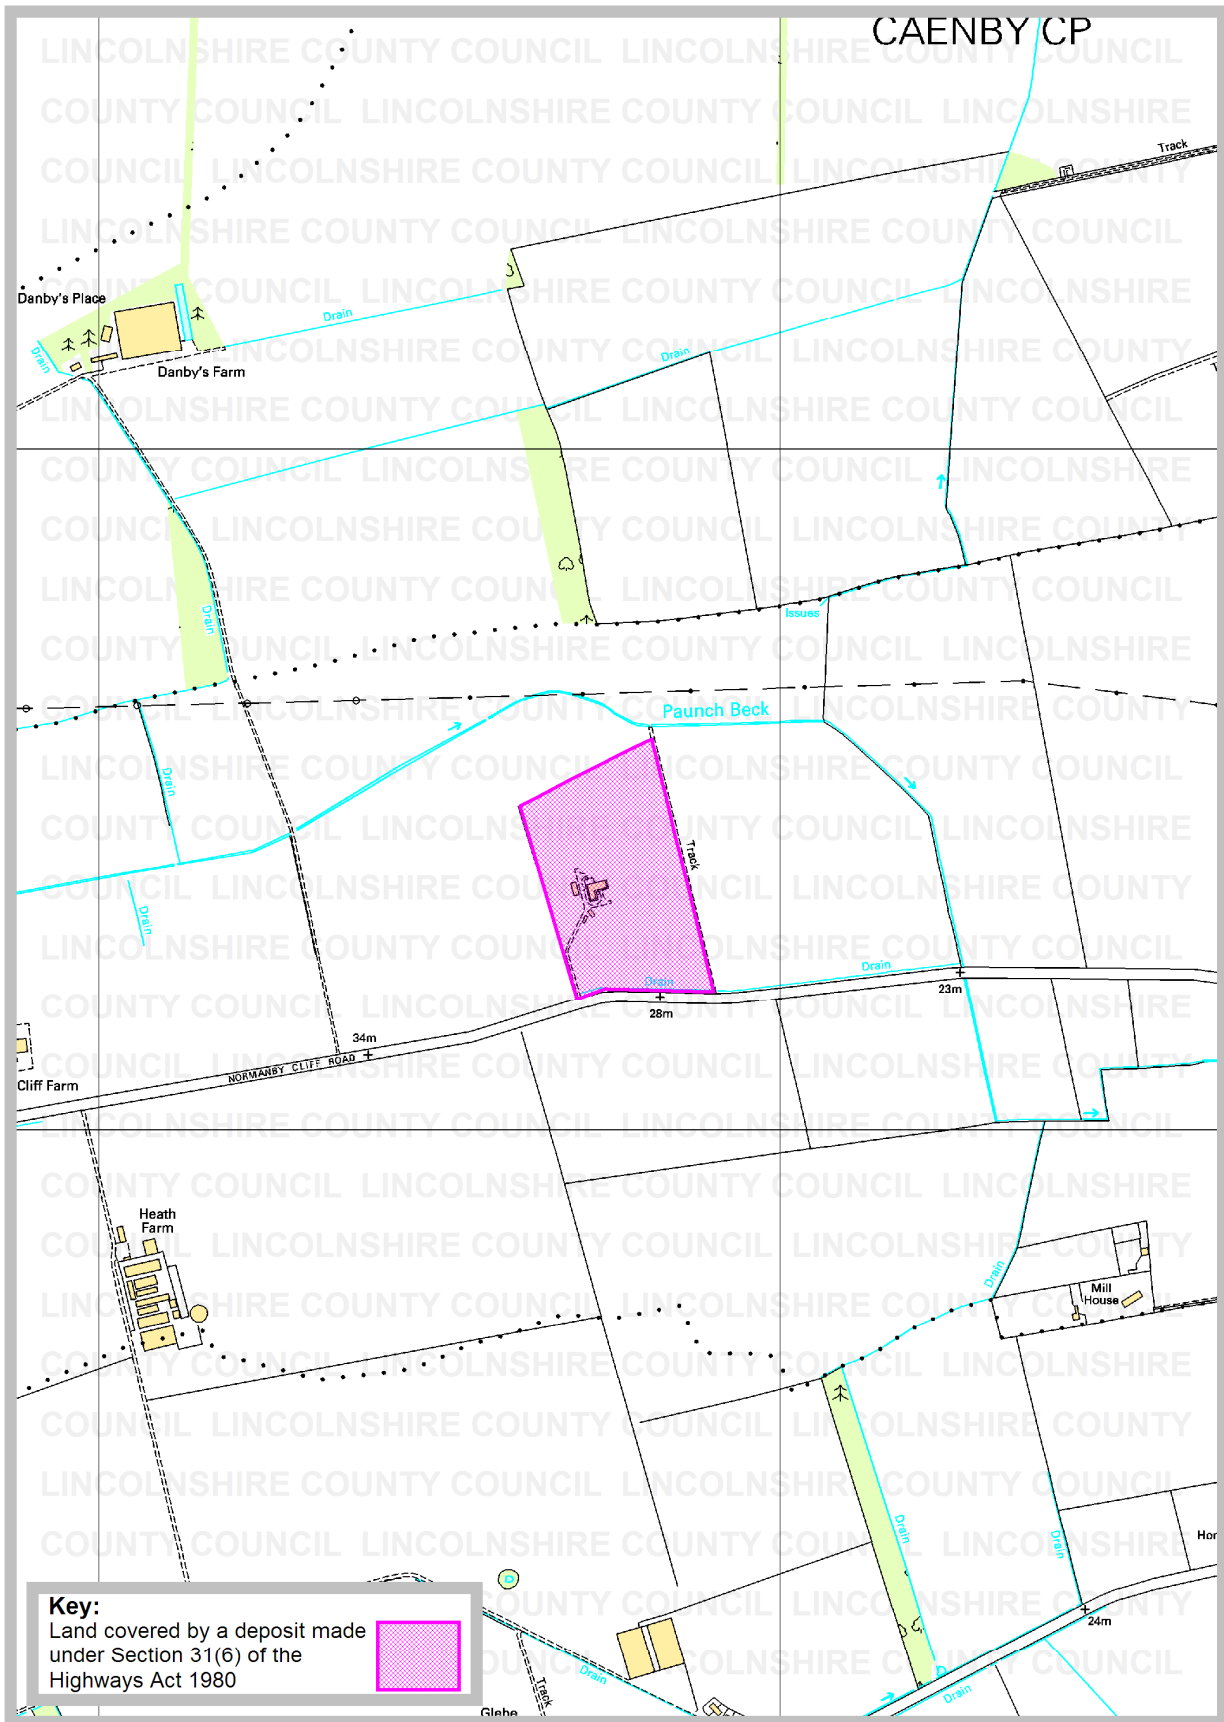 CAENBY CP
Track
Danby's Place
Drain
Drain
Danby's Farm
Drain
Drain
Issues
Paunch Beck
Drain
Track
Drain
Drain
Drain
23m
28m
34m
NORMANBY CLIFF ROAD
Cliff Farm
Heath
Farm
Drain
Mill
House
Drain
Drain
Hor
24m
D
Drain
D
Drain
Track
Glebe
Key:
Land covered by a deposit made
under Section 31(6) of the
Highways Act 1980
LINCOLNSHIRE COUNTY COUNCIL